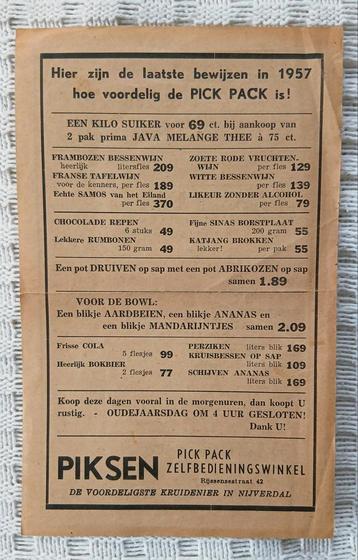 Hier zijn de laatste bewijzen in 1957
hoe voordelig de PICK PACK is!
EEN KILO SUIKER voor 69 ct. bij aankoop van
2 pak prima JAVA MELANGE THEE à 75 ct.
FRAMBOZEN BESSENWIJN
heerlijk literfles 209
FRANSE TAFELWIJN
voor de kenners, per fles 189
Echte SAMOS van het Eiland
per fles 370
ZOETE RODE VRUCHTEN-
WIJN per fles 129
WITTE BESSENWIJN
per fles 139
LIKEUR ZONDER ALCOHOL
per fles 79
CHOCOLADE REPEN
6 stuks 49
Lekkere RUMBONEN
150 gram 49
Fijne SINAS BORSTPLAAT
200 gram 55
KATJANG BROKKEN
lekker! per pak 55
Een pot DRUIVEN op sap met een pot ABRIKOZEN op sap
samen 1.89
VOOR DE BOWL:
Een blikje AARDBEIEN, een blikje ANANAS en
een blikje MANDARIJNTJES samen 2.09
Frisse COLA
5 flesjes 99
Heerlijk BOKBIER
2 flesjes 77
PERZIKEN liters blik 169
KRUISBESSEN OP SAP
liters blik 109
SCHIJVEN ANANAS
liters blik 169
Koop deze dagen vooral in de morgenuren, dan koopt U
rustig. - OUDEJAARSDAG OM 4 UUR GESLOTEN!
Dank U!
PIKSEN
PICK PACK
ZELFBEDIENINGSWINKEL
Rijssensestraat 42
DE VOORDELIGSTE KRUIDENIER IN NIJVERDAL